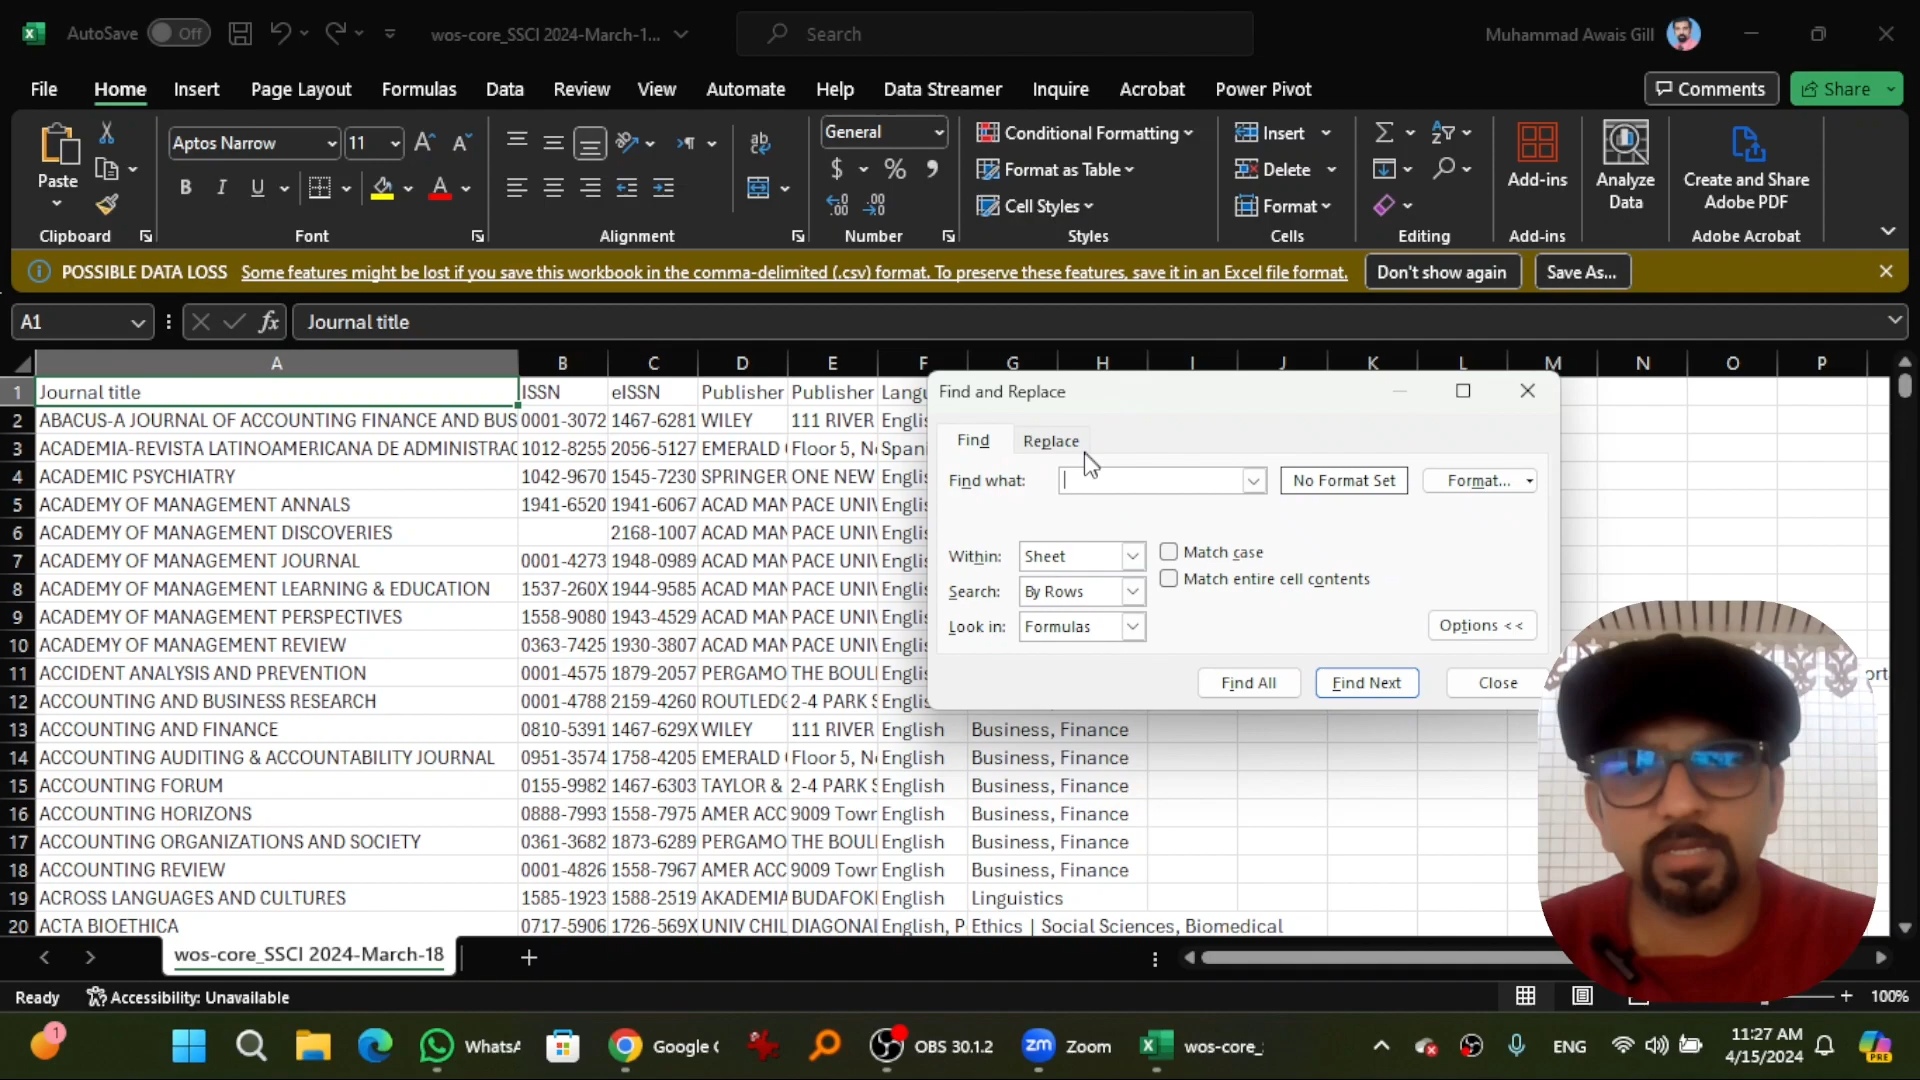 AutoSave Off wos-core_SSCI 2024-March-1... Search Muhammad Awais Gill
File Home Insert Page Layout Formulas Data Review View Automate Help Data Streamer Inquire Acrobat Power Pivot Comments Share
Paste Aptos Narrow 11 General Conditional Formatting Format as Table Cell Styles Insert Delete Format Add-ins Analyze Data Create and Share Adobe PDF
Clipboard Font Alignment Number Styles Cells Editing Add-ins Adobe Acrobat
POSSIBLE DATA LOSS Some features might be lost if you save this workbook in the comma-delimited (.csv) format. To preserve these features, save it in an Excel file format. Don't show again Save As...
A1 fx Journal title
A B C D E F G H I J K L M N O P
1 Journal title ISSN eISSN Publisher Publisher Langu
2 ABACUS-A JOURNAL OF ACCOUNTING FINANCE AND BUS 0001-3072 1467-6281 WILEY 111 RIVER Engli
3 ACADEMIA-REVISTA LATINOAMERICANA DE ADMINISTRAC 1012-8255 2056-5127 EMERALD Floor 5, N Spani
4 ACADEMIC PSYCHIATRY 1042-9670 1545-7230 SPRINGER ONE NEW Engli
5 ACADEMY OF MANAGEMENT ANNALS 1941-6520 1941-6067 ACAD MAN PACE UNIV Engli
6 ACADEMY OF MANAGEMENT DISCOVERIES 2168-1007 ACAD MAN PACE UNIV Engli
7 ACADEMY OF MANAGEMENT JOURNAL 0001-4273 1948-0989 ACAD MAN PACE UNIV Engli
8 ACADEMY OF MANAGEMENT LEARNING & EDUCATION 1537-260X 1944-9585 ACAD MAN PACE UNIV Engli
9 ACADEMY OF MANAGEMENT PERSPECTIVES 1558-9080 1943-4529 ACAD MAN PACE UNIV Engli
10 ACADEMY OF MANAGEMENT REVIEW 0363-7425 1930-3807 ACAD MAN PACE UNIV Engli
11 ACCIDENT ANALYSIS AND PREVENTION 0001-4575 1879-2057 PERGAMO THE BOUL Engli ort
12 ACCOUNTING AND BUSINESS RESEARCH 0001-4788 2159-4260 ROUTLEDG 2-4 PARK S Engli
13 ACCOUNTING AND FINANCE 0810-5391 1467-629X WILEY 111 RIVER English Business, Finance
14 ACCOUNTING AUDITING & ACCOUNTABILITY JOURNAL 0951-3574 1758-4205 EMERALD Floor 5, N English Business, Finance
15 ACCOUNTING FORUM 0155-9982 1467-6303 TAYLOR & 2-4 PARK S English Business, Finance
16 ACCOUNTING HORIZONS 0888-7993 1558-7975 AMER ACC 9009 Town English Business, Finance
17 ACCOUNTING ORGANIZATIONS AND SOCIETY 0361-3682 1873-6289 PERGAMO THE BOUL English Business, Finance
18 ACCOUNTING REVIEW 0001-4826 1558-7967 AMER ACC 9009 Town English Business, Finance
19 ACROSS LANGUAGES AND CULTURES 1585-1923 1588-2519 AKADEMIA BUDAFOK English Linguistics
20 ACTA BIOETHICA 0717-5906 1726-569X UNIV CHIL DIAGONAL English, P Ethics | Social Sciences, Biomedical
Find and Replace
Find Replace
Find what: No Format Set Format...
Within: Sheet Match case
Search: By Rows Match entire cell contents
Look in: Formulas Options <<
Find All Find Next Close
wos-core_SSCI 2024-March-18
Ready Accessibility: Unavailable 100%
1 WhatsA Google C OBS 30.1.2 zm Zoom wos-core_ ENG 11:27 AM
4/15/2024 PRE